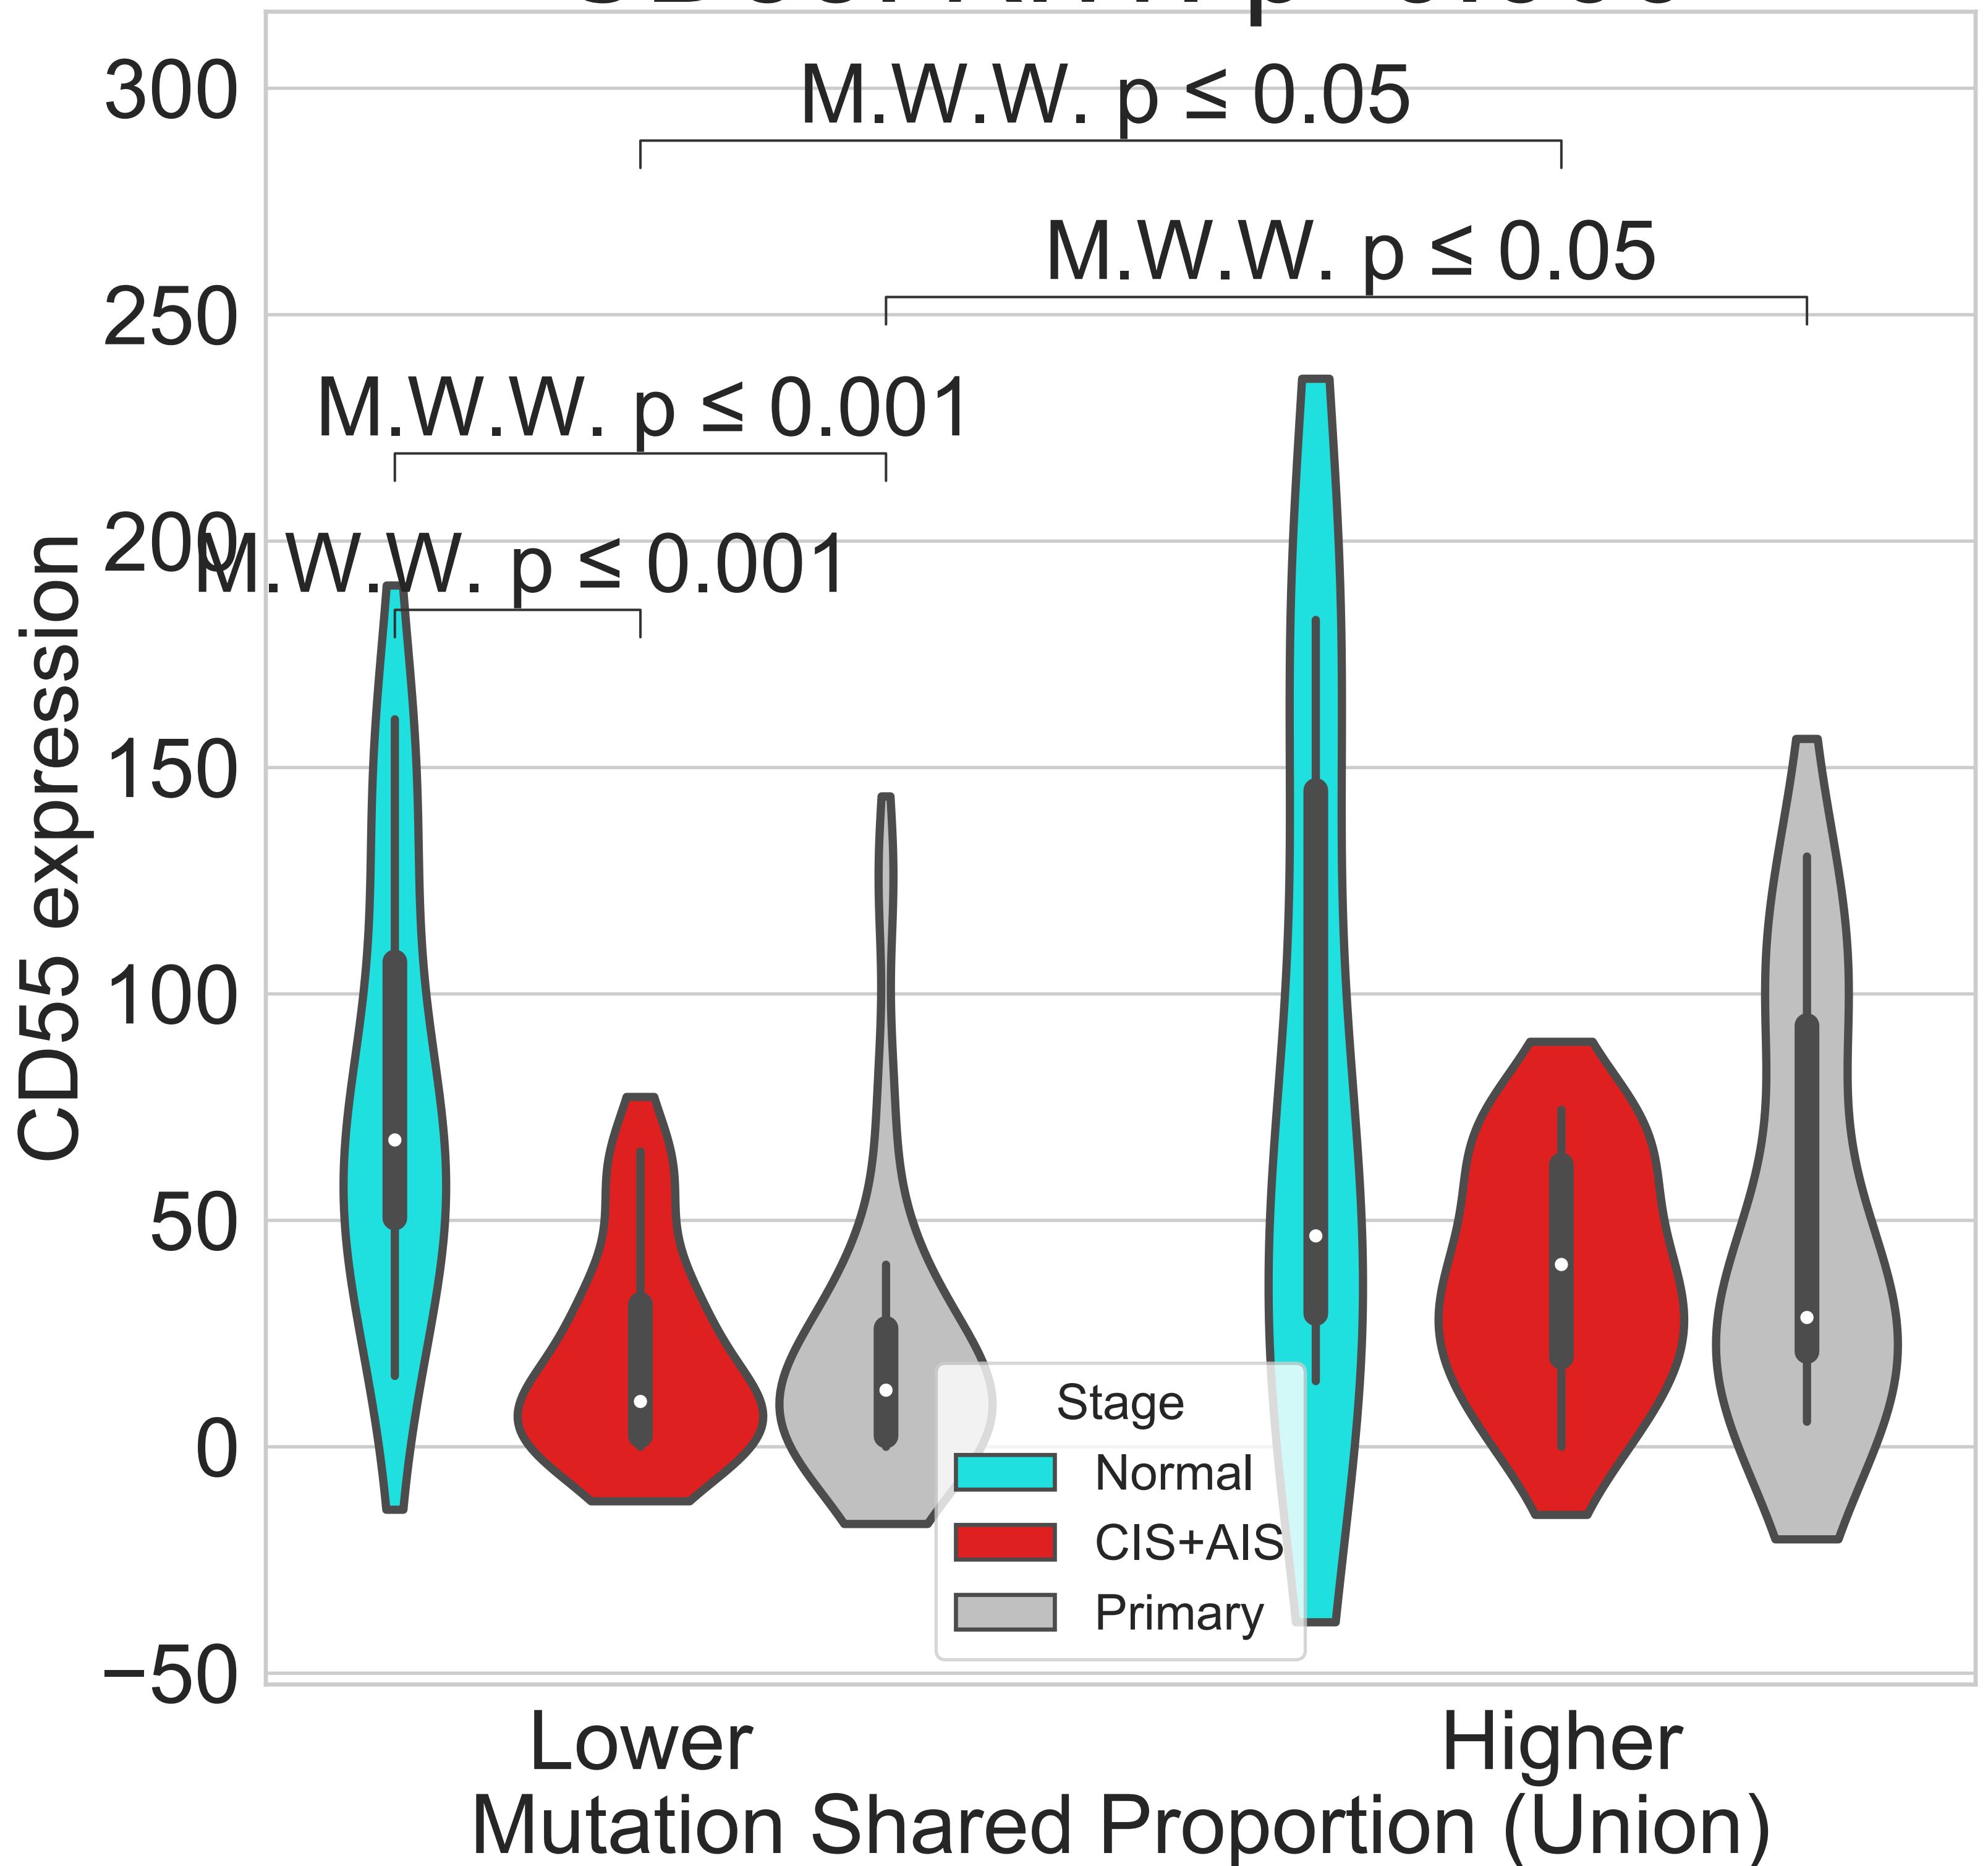 300
M.W.W. p ≤ 0.05
M.W.W. p ≤ 0.05
250
M.W.W. p ≤ 0.001
200
M.W.W. p ≤ 0.001
CD55 expression
150
100
50
0
−50
Stage
Normal
CIS+AIS
Primary
Lower
Higher
Mutation Shared Proportion (Union)